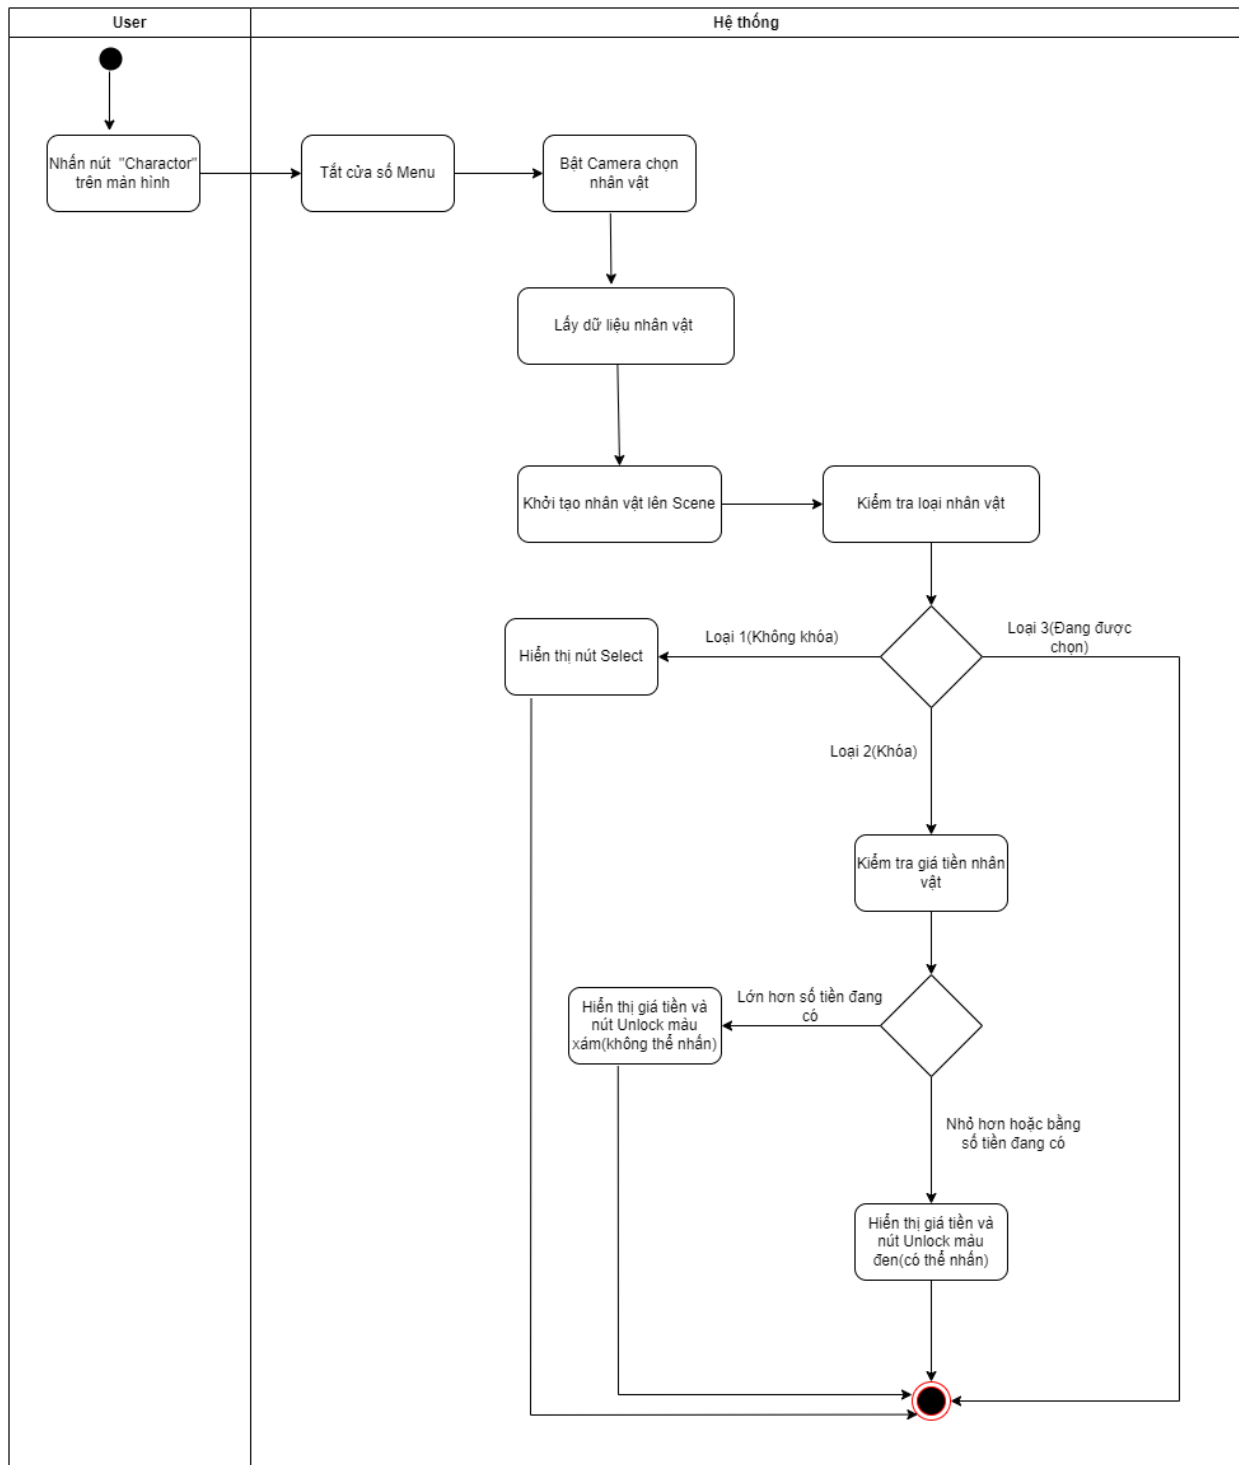 User
Hệ thống
Nhấn nút "Charactor"
trên màn hình
Tắt cửa sổ Menu
Bật Camera chọn
nhân vật
Lấy dữ liệu nhân vật
Khởi tạo nhân vật lên Scene
Kiểm tra loại nhân vật
Loại 1(Không khóa)
Loại 3(Đang được
chọn)
Hiển thị nút Select
Loại 2(Khóa)
Kiểm tra giá tiền nhân
vật
Lớn hơn số tiền đang
có
Hiển thị giá tiền và
nút Unlock màu
xám(không thể nhấn)
Nhỏ hơn hoặc bằng
số tiền đang có
Hiển thị giá tiền và
nút Unlock màu
đen(có thể nhấn)